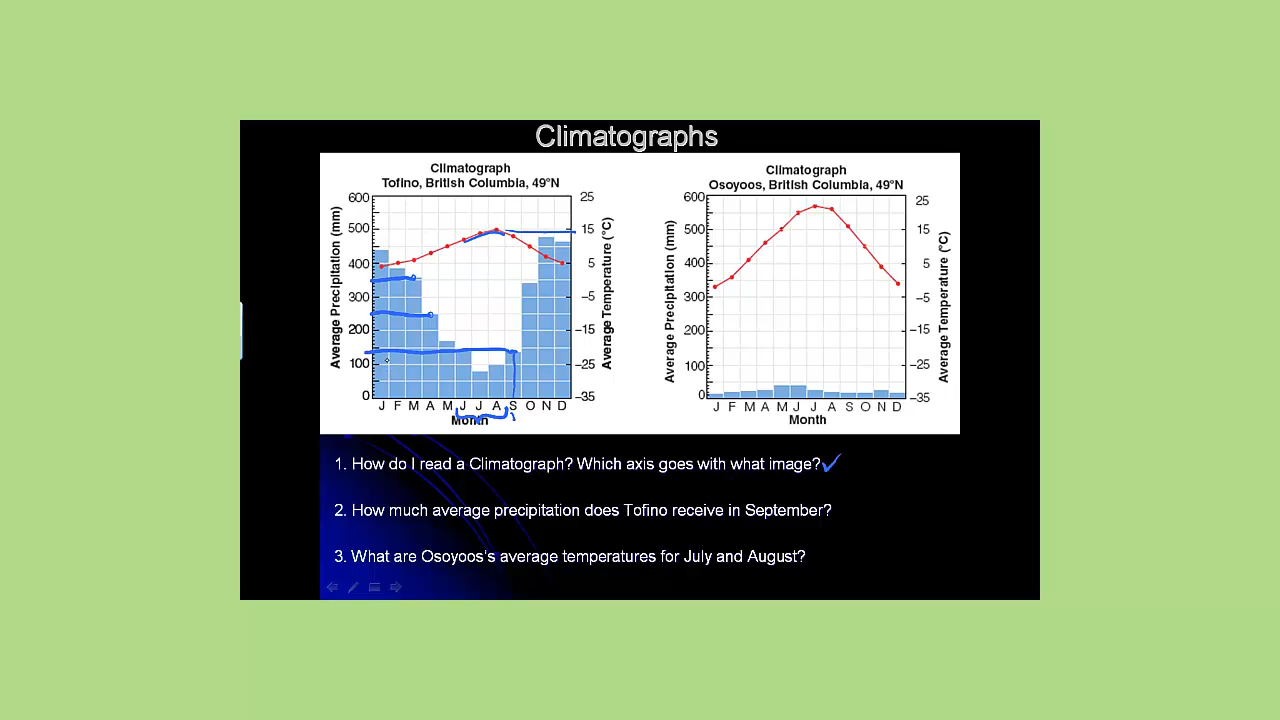 Climatographs
Climatograph
Tofino, British Columbia, 49°N
600
500
400
300
200
100
0
Average Precipitation (mm)
25
15
5
−5
−15
−25
−35
Average Temperature (°C)
J F M A M J J A S O N D
Month
Climatograph
Osoyoos, British Columbia, 49°N
600
500
400
300
200
100
0
Average Precipitation (mm)
25
15
5
−5
−15
−25
−35
Average Temperature (°C)
J F M A M J J A S O N D
Month
1. How do I read a Climatograph? Which axis goes with what image?
2. How much average precipitation does Tofino receive in September?
3. What are Osoyoos's average temperatures for July and August?